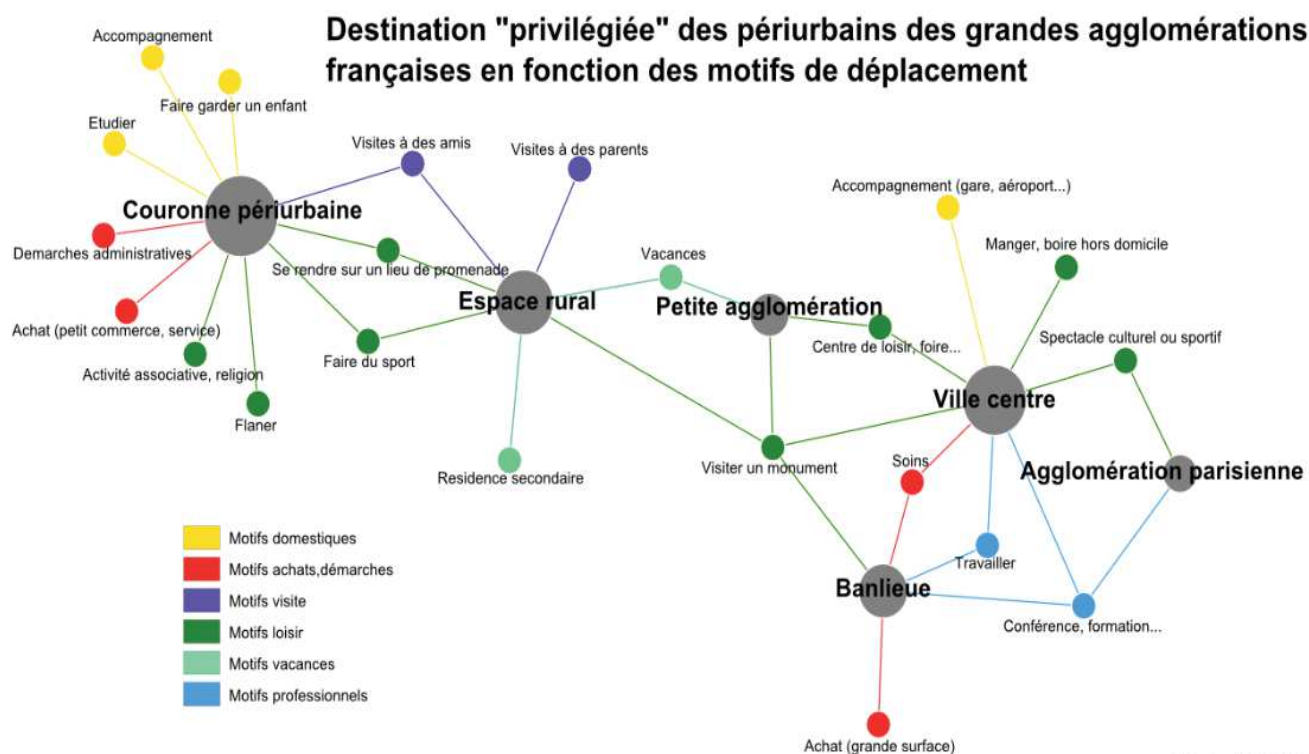 Destination "privilégiée" des périurbains des grandes agglomérations
françaises en fonction des motifs de déplacement
Accompagnement
Faire garder un enfant
Etudier
Visites à des amis
Visites à des parents
Accompagnement (gare, aéroport...)
Couronne périurbaine
Demarches administratives
Manger, boire hors domicile
Vacances
Se rendre sur un lieu de promenade
Espace rural
Petite agglomération
Achat (petit commerce, service)
Centre de loisir, foire...
Spectacle culturel ou sportif
Faire du sport
Activité associative, religion
Ville centre
Flaner
Soins
Visiter un monument
Agglomération parisienne
Residence secondaire
Motifs domestiques
Motifs achats,démarches
Motifs visite
Motifs loisir
Motifs vacances
Motifs professionnels
Travailler
Banlieue
Conférence, formation...
Achat (grande surface)